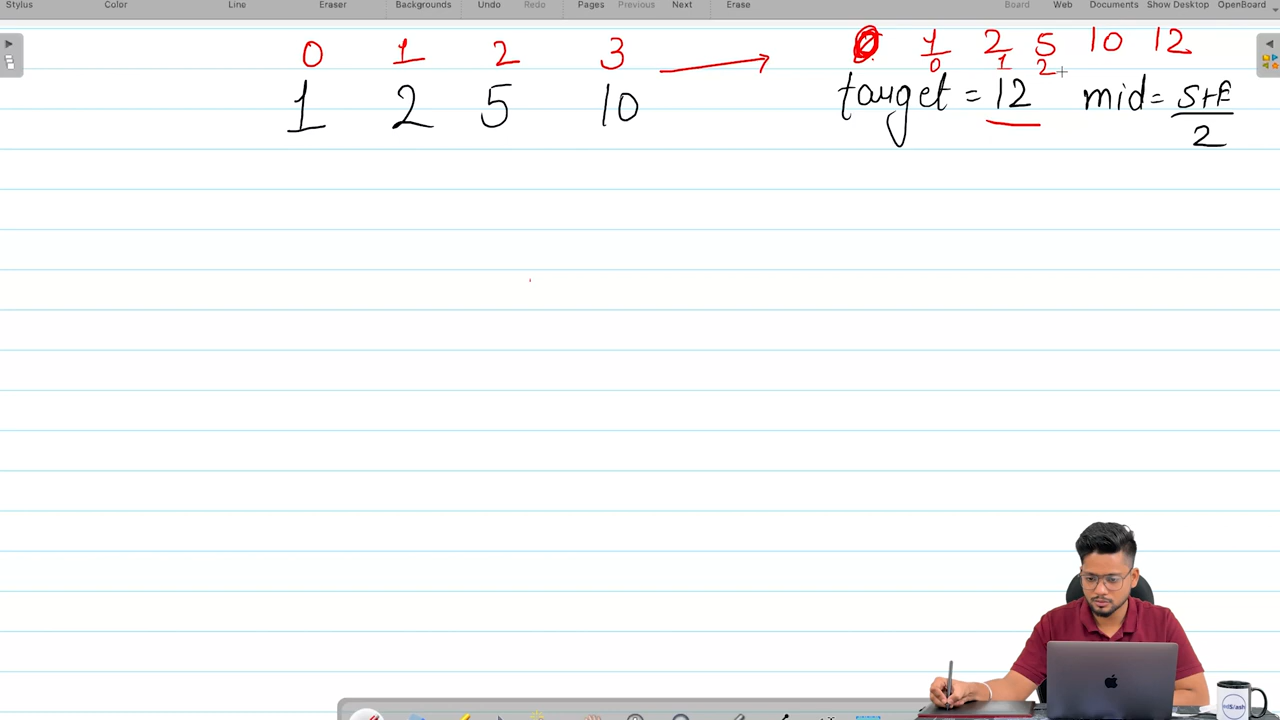 Stylus Color Line Eraser Backgrounds Undo Redo Pages Previous Next Erase Board Web Documents Show Desktop OpenBoard
0 1 2 3 → 0 1 2 5 10 12
0 1 2
1 2 5 10 target = 12 mid = S+E
2